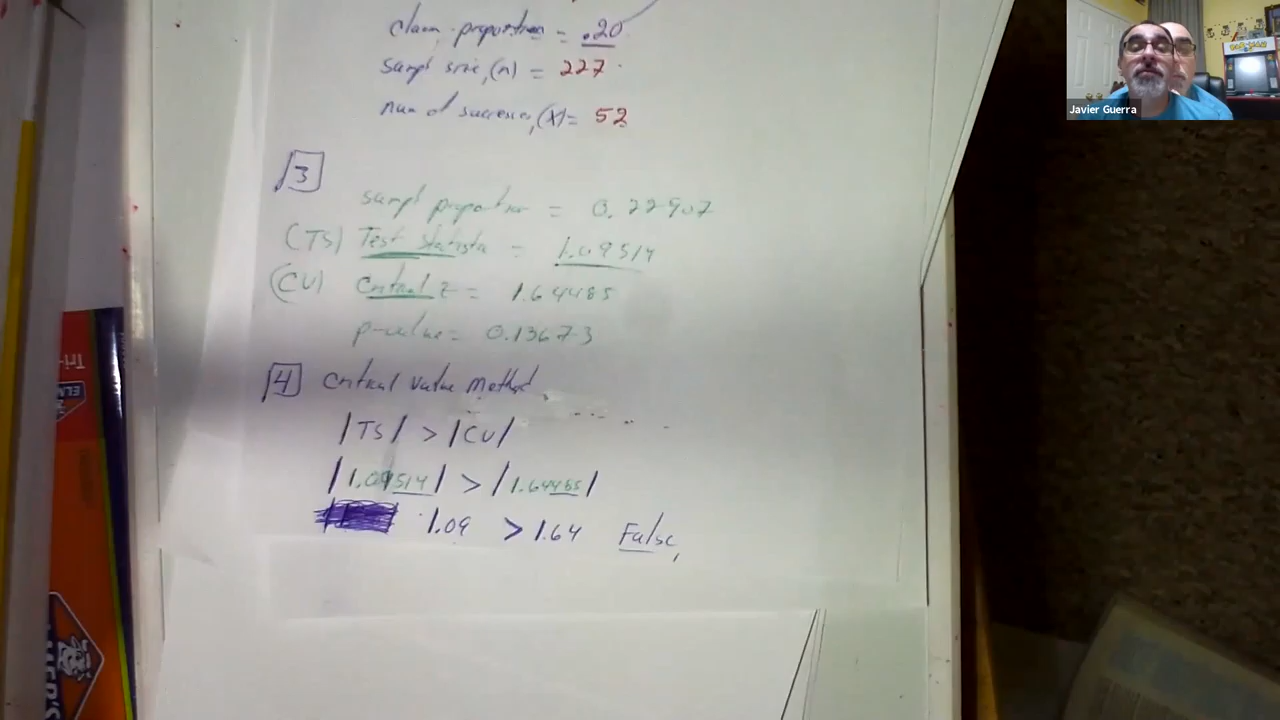 claim proportion = .20
sampl size, (n) = 227
num of successes, (X) = 52
3
sampl proportion = 0.22907
(TS) Test Statistic = 1.09514
(CV) Critical z = 1.64485
p-value = 0.13673
4 Critical Value Method
|TS| > |CV|
|1.09514| > |1.64485|
1.09 > 1.64 False,
Javier Guerra